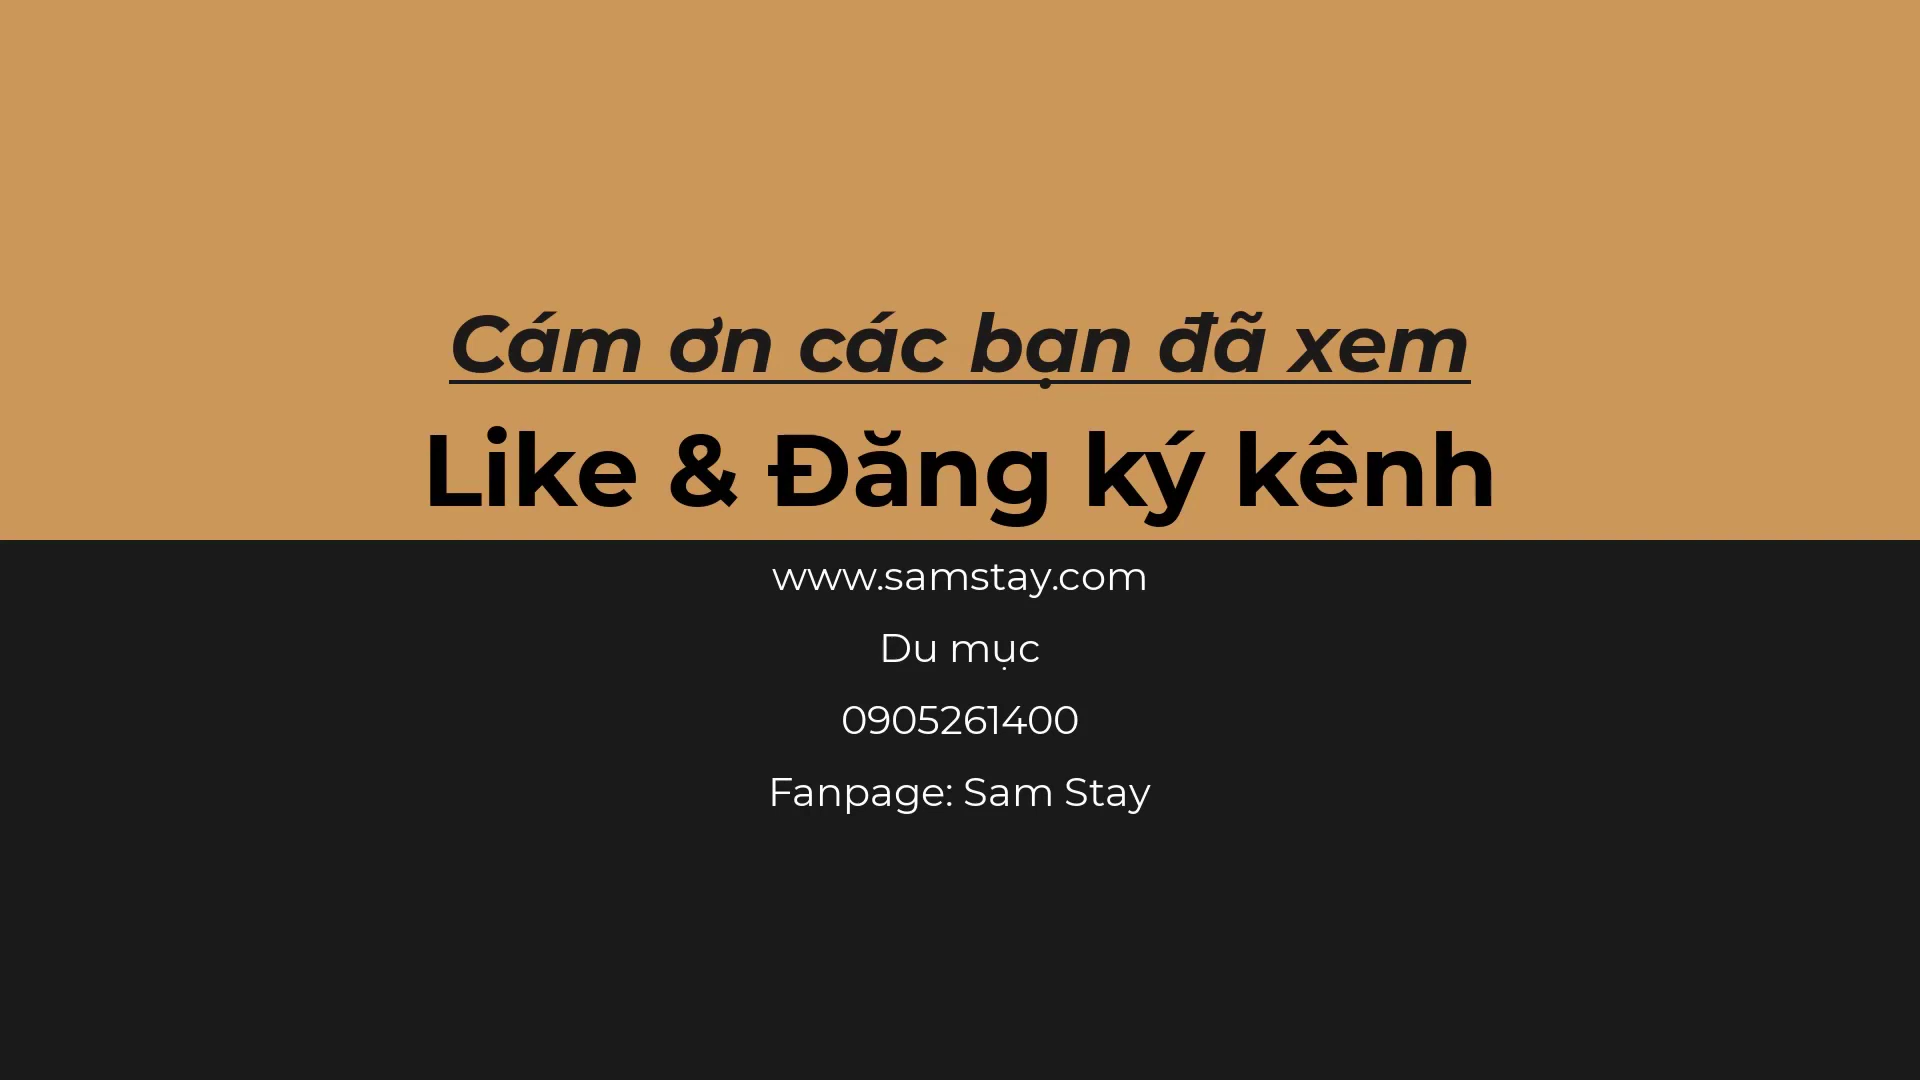 Cám ơn các bạn đã xem
Like & Đăng ký kênh
www.samstay.com
Du mục
0905261400
Fanpage: Sam Stay